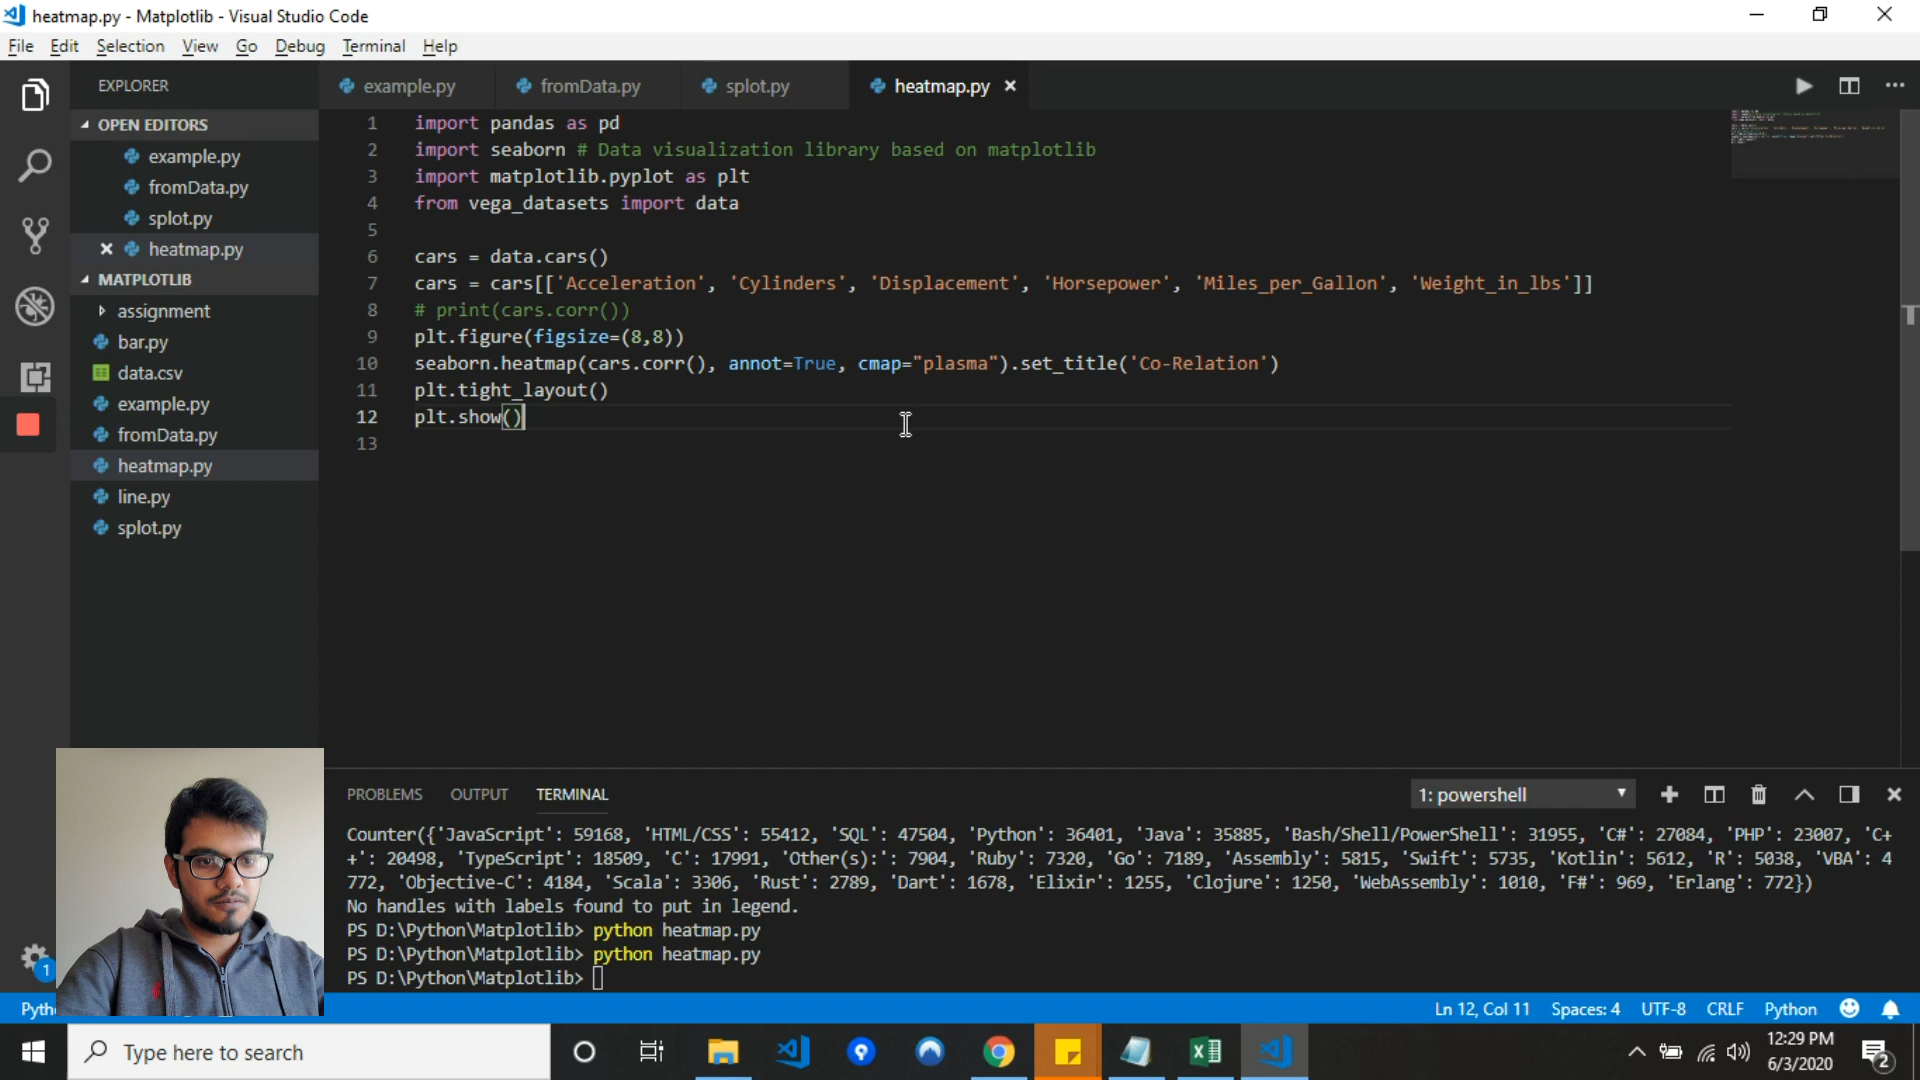 heatmap.py - Matplotlib - Visual Studio Code
File Edit Selection View Go Debug Terminal Help
EXPLORER
OPEN EDITORS
example.py
fromData.py
splot.py
heatmap.py
MATPLOTLIB
assignment
bar.py
data.csv
example.py
fromData.py
heatmap.py
line.py
splot.py
example.py fromData.py splot.py heatmap.py
1 import pandas as pd
2 import seaborn # Data visualization library based on matplotlib
3 import matplotlib.pyplot as plt
4 from vega_datasets import data
5
6 cars = data.cars()
7 cars = cars[['Acceleration', 'Cylinders', 'Displacement', 'Horsepower', 'Miles_per_Gallon', 'Weight_in_lbs']]
8 # print(cars.corr())
9 plt.figure(figsize=(8,8))
10 seaborn.heatmap(cars.corr(), annot=True, cmap="plasma").set_title('Co-Relation')
11 plt.tight_layout()
12 plt.show()
13
PROBLEMS OUTPUT TERMINAL 1: powershell
Counter({'JavaScript': 59168, 'HTML/CSS': 55412, 'SQL': 47504, 'Python': 36401, 'Java': 35885, 'Bash/Shell/PowerShell': 31955, 'C#': 27084, 'PHP': 23007, 'C+
+': 20498, 'TypeScript': 18509, 'C': 17991, 'Other(s):': 7904, 'Ruby': 7320, 'Go': 7189, 'Assembly': 5815, 'Swift': 5735, 'Kotlin': 5612, 'R': 5038, 'VBA': 4
772, 'Objective-C': 4184, 'Scala': 3306, 'Rust': 2789, 'Dart': 1678, 'Elixir': 1255, 'Clojure': 1250, 'WebAssembly': 1010, 'F#': 969, 'Erlang': 772})
No handles with labels found to put in legend.
PS D:\Python\Matplotlib> python heatmap.py
PS D:\Python\Matplotlib> python heatmap.py
PS D:\Python\Matplotlib>
1
Pyth Ln 12, Col 11 Spaces: 4 UTF-8 CRLF Python
Type here to search
12:29 PM
6/3/2020
2